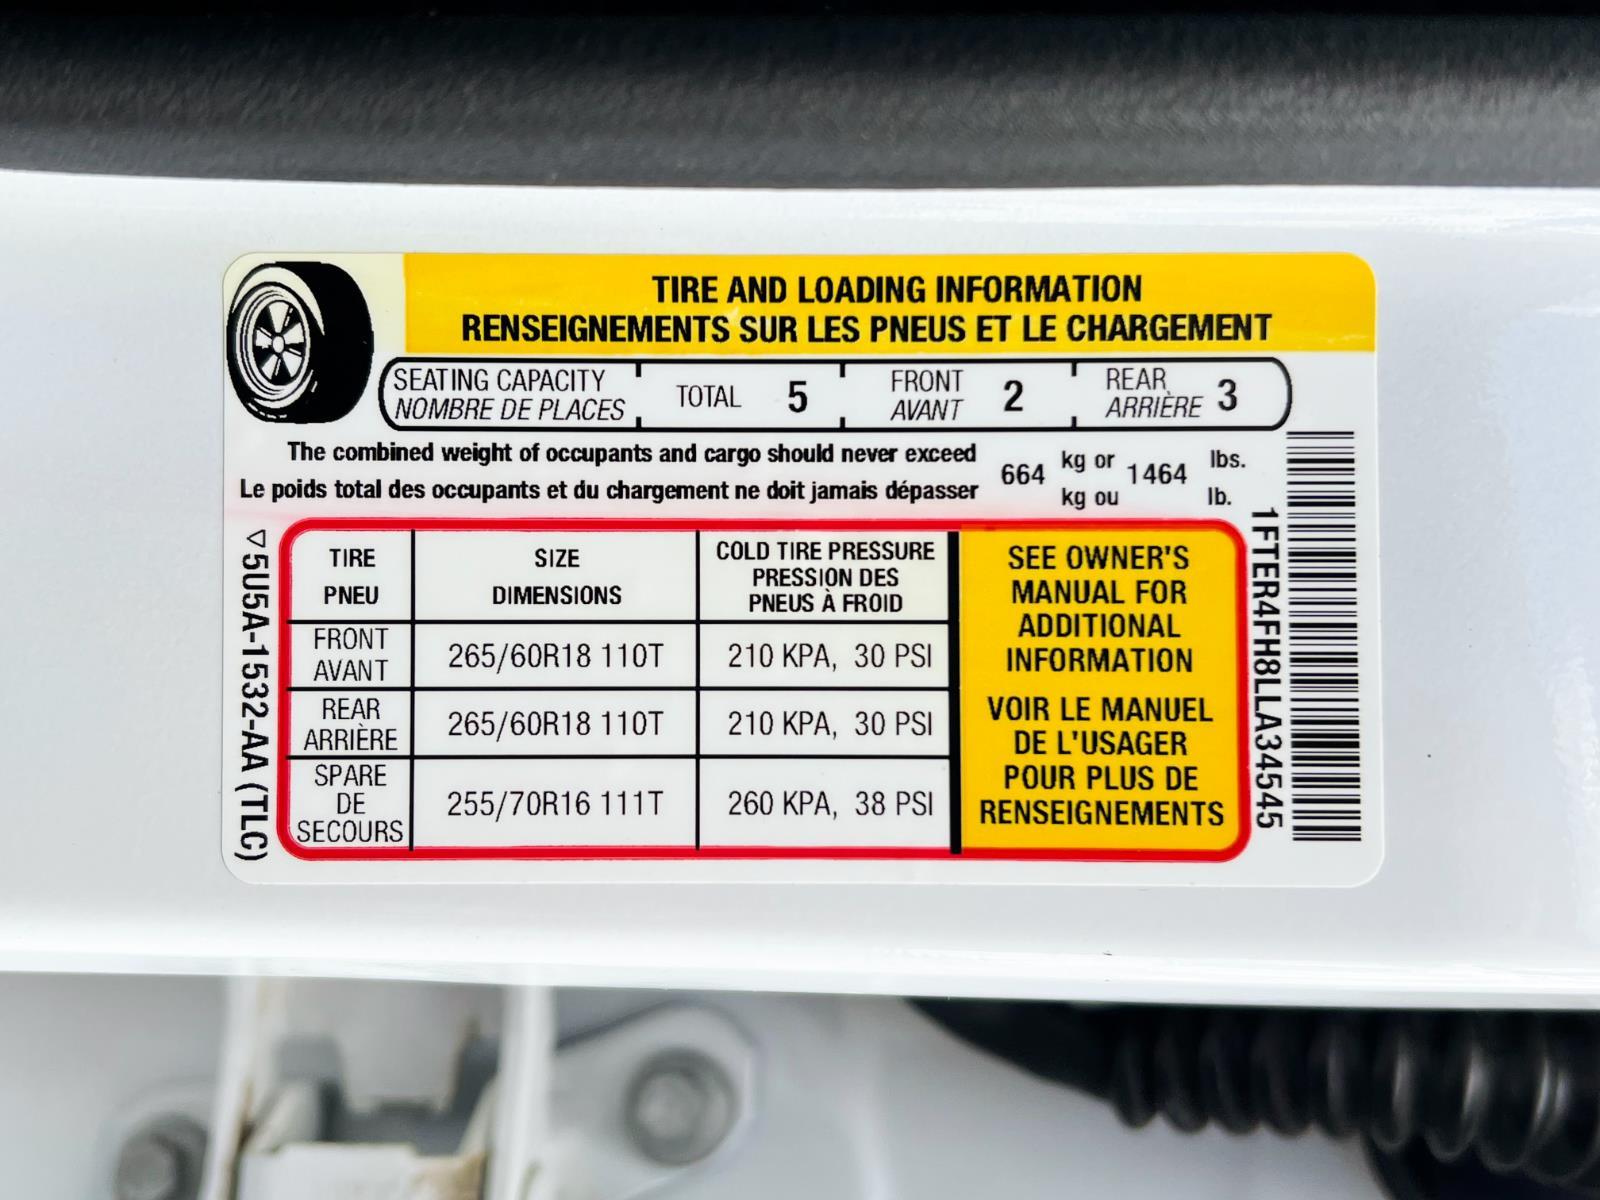 TIRE AND LOADING INFORMATION
RENSEIGNEMENTS SUR LES PNEUS ET LE CHARGEMENT
SEATING CAPACITY
NOMBRE DE PLACES
TOTAL 5
FRONT
AVANT
2
REAR
ARRIÈRE
3
The combined weight of occupants and cargo should never exceed
Le poids total des occupants et du chargement ne doit jamais dépasser
664
kg or
kg ou
1464
lbs.
lb.
TIRE
PNEU
SIZE
DIMENSIONS
COLD TIRE PRESSURE
PRESSION DES
PNEUS À FROID
FRONT
AVANT
265/60R18 110T
210 KPA, 30 PSI
REAR
ARRIÈRE
265/60R18 110T
210 KPA, 30 PSI
SPARE
DE
SECOURS
255/70R16 111T
260 KPA, 38 PSI
SEE OWNER'S
MANUAL FOR
ADDITIONAL
INFORMATION
VOIR LE MANUEL
DE L'USAGER
POUR PLUS DE
RENSEIGNEMENTS
5U5A-1532-AA (TLC)
1FTER4FH8LLA34545